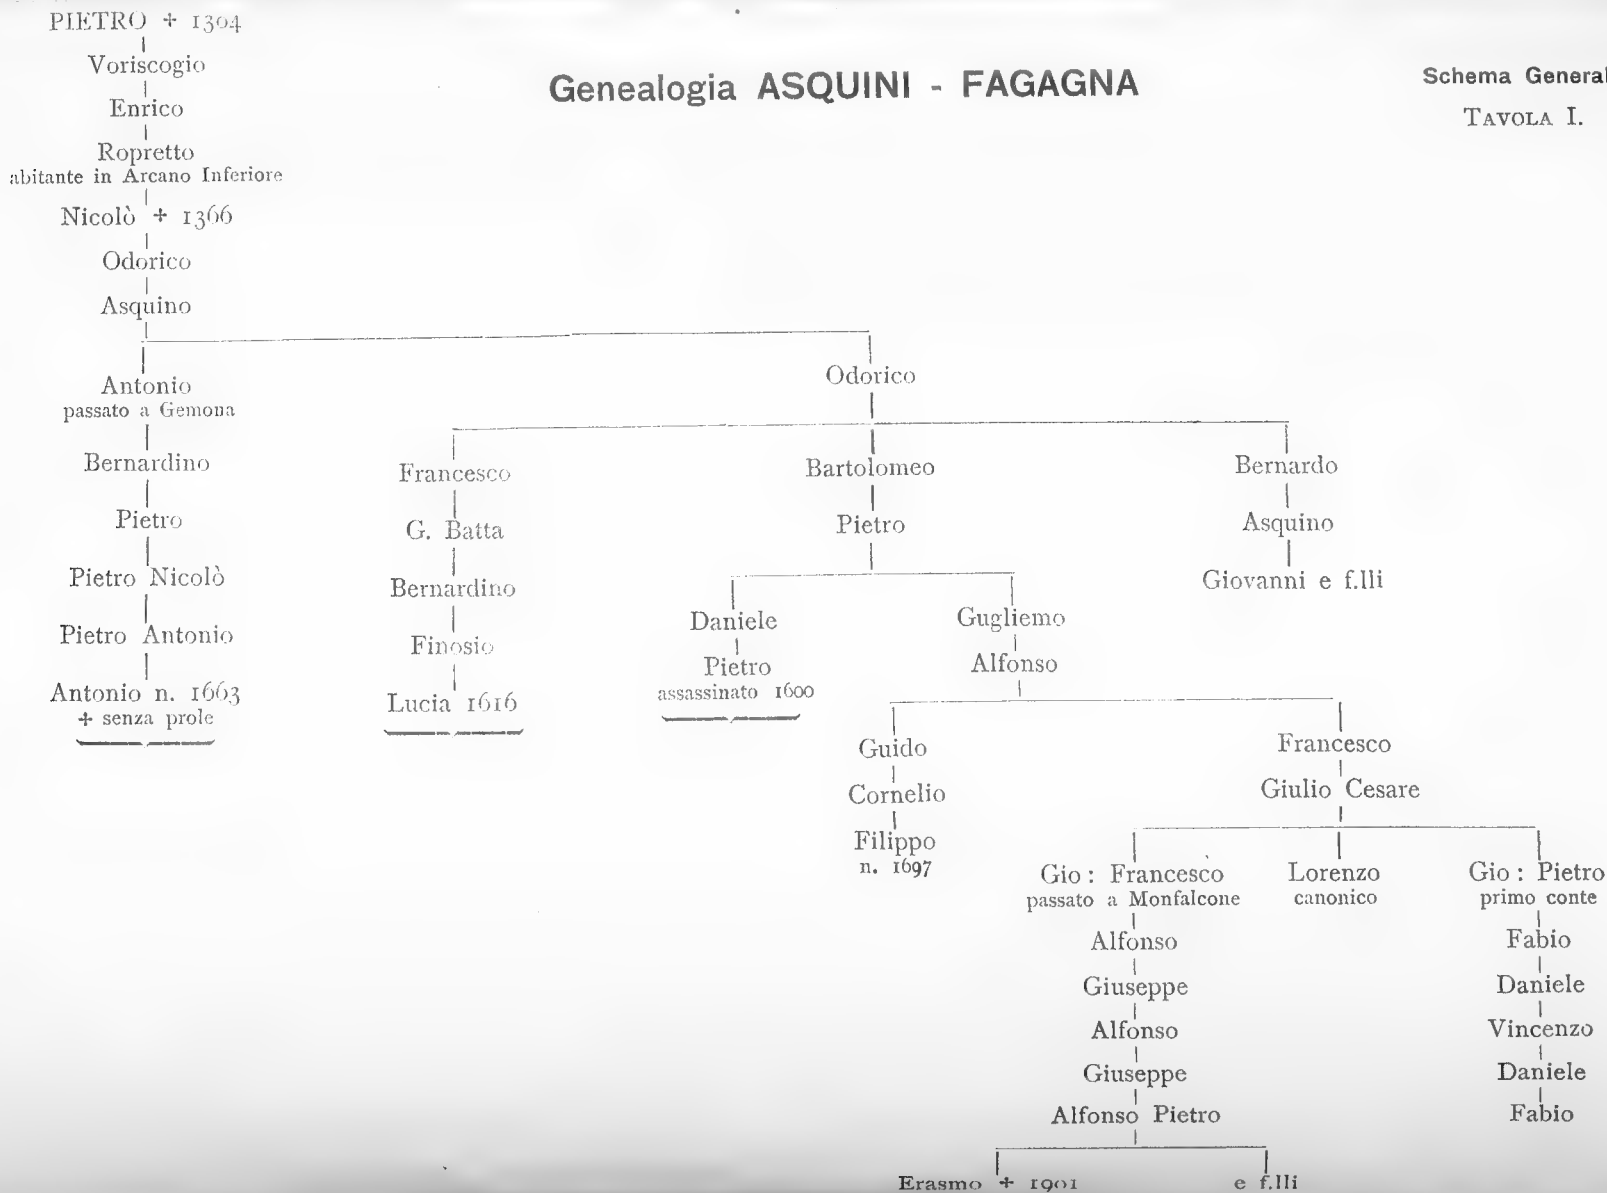 PIETRO + 1304
Voriscogio
Enrico
Ropretto
abitante in Arcano Inferiore
Nicolò + 1366
Odorico
Asquino
Genealogia ASQUINI - FAGAGNA
Schema General
TAVOLA I.
Antonio
passato a Gemona
Bernardino
Pietro
Pietro Nicolò
Pietro Antonio
Antonio n. 1663
+ senza prole
Odorico
Francesco
G. Batta
Bernardino
Finosio
Lucia 1616
Bartolomeo
Pietro
Bernardo
Asquino
Giovanni e f.lli
Daniele
Pietro
assassinato 1600
Gugliemo
Alfonso
Guido
Cornelio
Filippo
n. 1697
Francesco
Giulio Cesare
Gio : Francesco
passato a Monfalcone
Alfonso
Giuseppe
Alfonso
Giuseppe
Alfonso Pietro
Erasmo + 1901
e f.lli
Lorenzo
canonico
Gio : Pietro
primo conte
Fabio
Daniele
Vincenzo
Daniele
Fabio